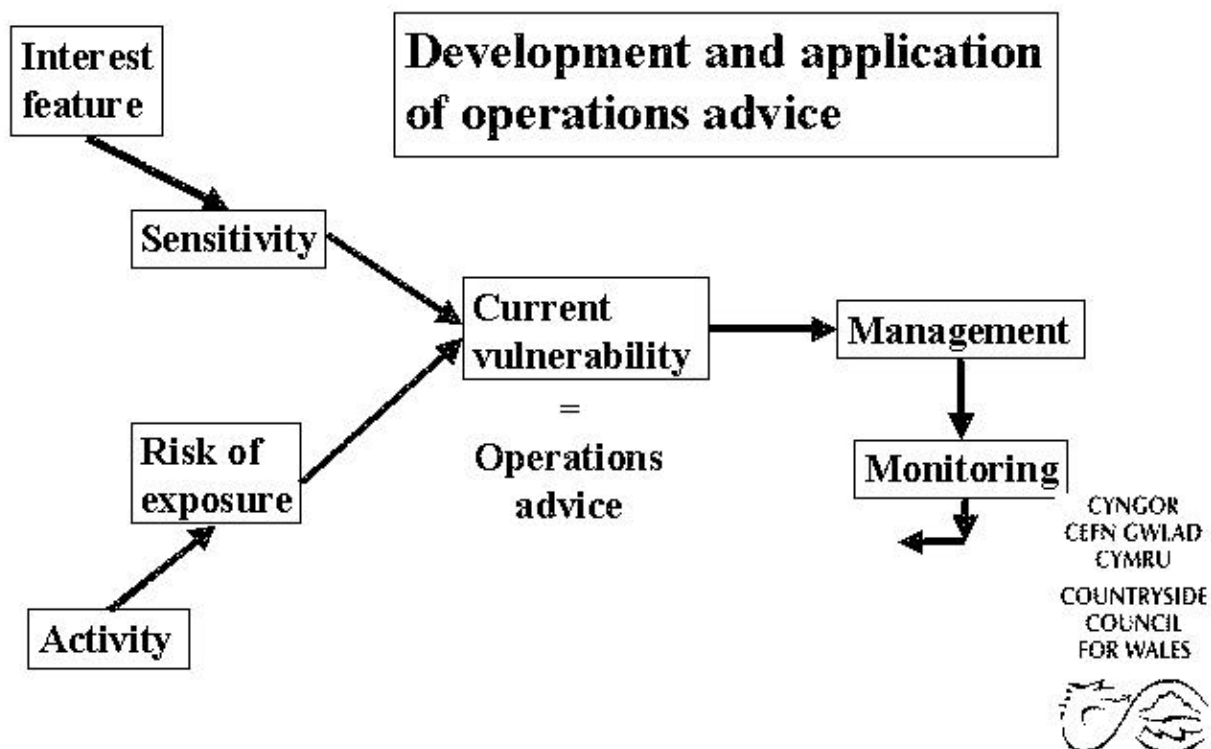 Development and application
of operations advice
Interest
feature
Sensitivity
Current
vulnerability
=
Operations
advice
Risk of
exposure
Activity
Management
Monitoring
CYNGOR
CEFN GWLAD
CYMRU
COUNTRYSIDE
COUNCIL
FOR WALES